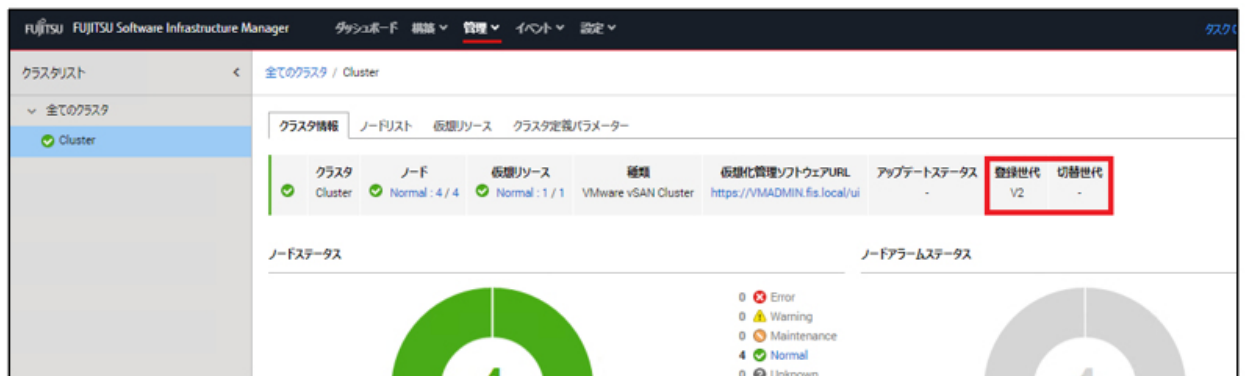 FUJITSU FUJITSU Software Infrastructure Manager ダッシュボード 構築 管理 イベント 設定 タスク
クラスタリスト 全てのクラスタ / Cluster
全てのクラスタ
Cluster
クラスタ情報 ノードリスト 仮想リソース クラスタ定義パラメーター
クラスタ ノード 仮想リソース 種類 仮想化管理ソフトウェアURL アップデートステータス 登録世代 切替世代
Cluster Normal : 4 / 4 Normal : 1 / 1 VMware vSAN Cluster https://VMADMIN.fis.local/ui - V2 -
ノードステータス ノードアラームステータス
0 Error
0 Warning
0 Maintenance
4 Normal
0 Unknown
4 4